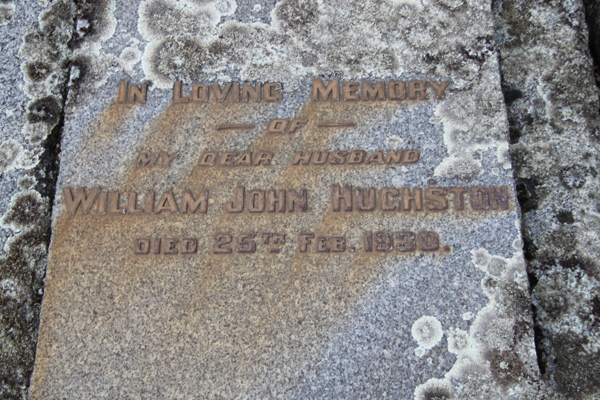 In Loving Memory
— OF —
MY DEAR HUSBAND
William John Hughston
DIED 25TH FEB. 1930.